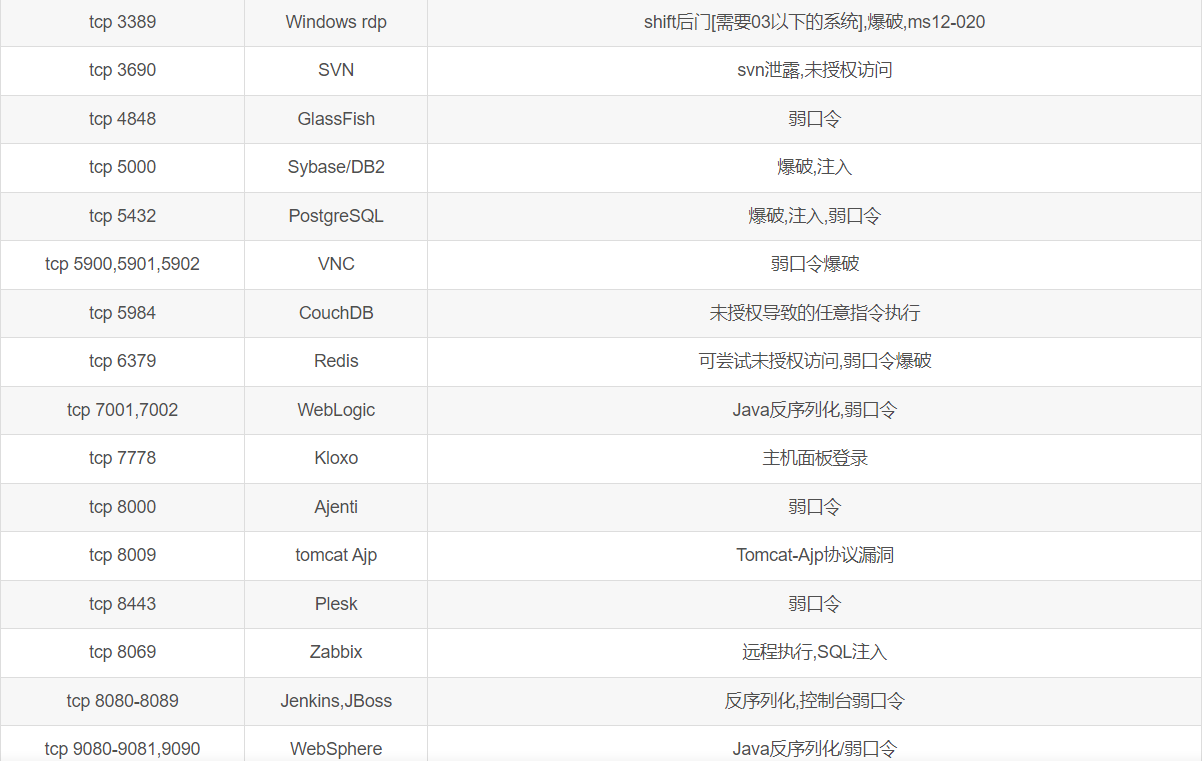 tcp 3389 Windows rdp shift后门[需要03以下的系统],爆破,ms12-020
tcp 3690 SVN svn泄露,未授权访问
tcp 4848 GlassFish 弱口令
tcp 5000 Sybase/DB2 爆破,注入
tcp 5432 PostgreSQL 爆破,注入,弱口令
tcp 5900,5901,5902 VNC 弱口令爆破
tcp 5984 CouchDB 未授权导致的任意指令执行
tcp 6379 Redis 可尝试未授权访问,弱口令爆破
tcp 7001,7002 WebLogic Java反序列化,弱口令
tcp 7778 Kloxo 主机面板登录
tcp 8000 Ajenti 弱口令
tcp 8009 tomcat Ajp Tomcat-Ajp协议漏洞
tcp 8443 Plesk 弱口令
tcp 8069 Zabbix 远程执行,SQL注入
tcp 8080-8089 Jenkins,JBoss 反序列化,控制台弱口令
tcp 9080-9081,9090 WebSphere Java反序列化/弱口令